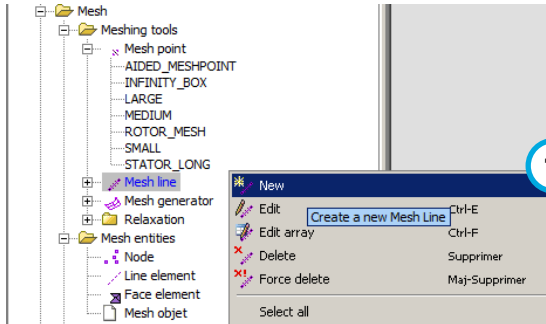 Mesh
Meshing tools
Mesh point
AIDED_MESHPOINT
INFINITY_BOX
LARGE
MEDIUM
ROTOR_MESH
SMALL
STATOR_LONG
Mesh line
New
Mesh generator
Edit Ctrl-E
Create a new Mesh Line
Relaxation
Edit array Ctrl-F
Mesh entities
Node
Delete Supprimer
Line element
Force delete Maj-Supprimer
Face element
Mesh objet
Select all